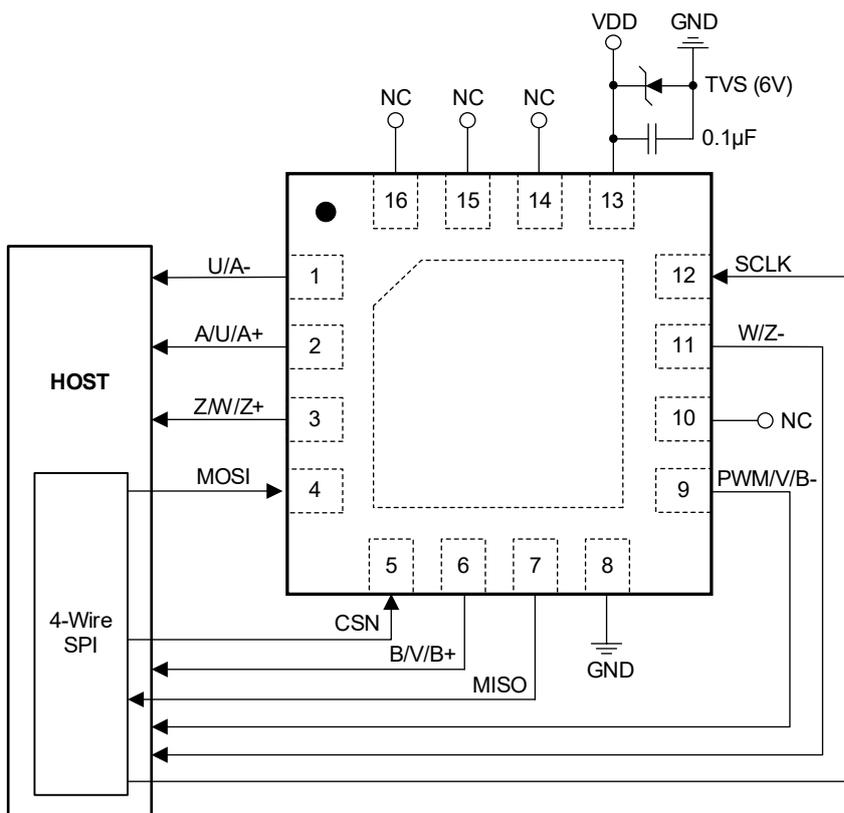 VDD
GND
TVS (6V)
0.1µF
NC
NC
NC
16
15
14
13
U/A-
1
12
SCLK
A/U/A+
2
11
W/Z-
HOST
Z/W/Z+
3
10
NC
MOSI
4
9
PWM/V/B-
5
6
7
8
4-Wire
SPI
CSN
B/V/B+
GND
MISO